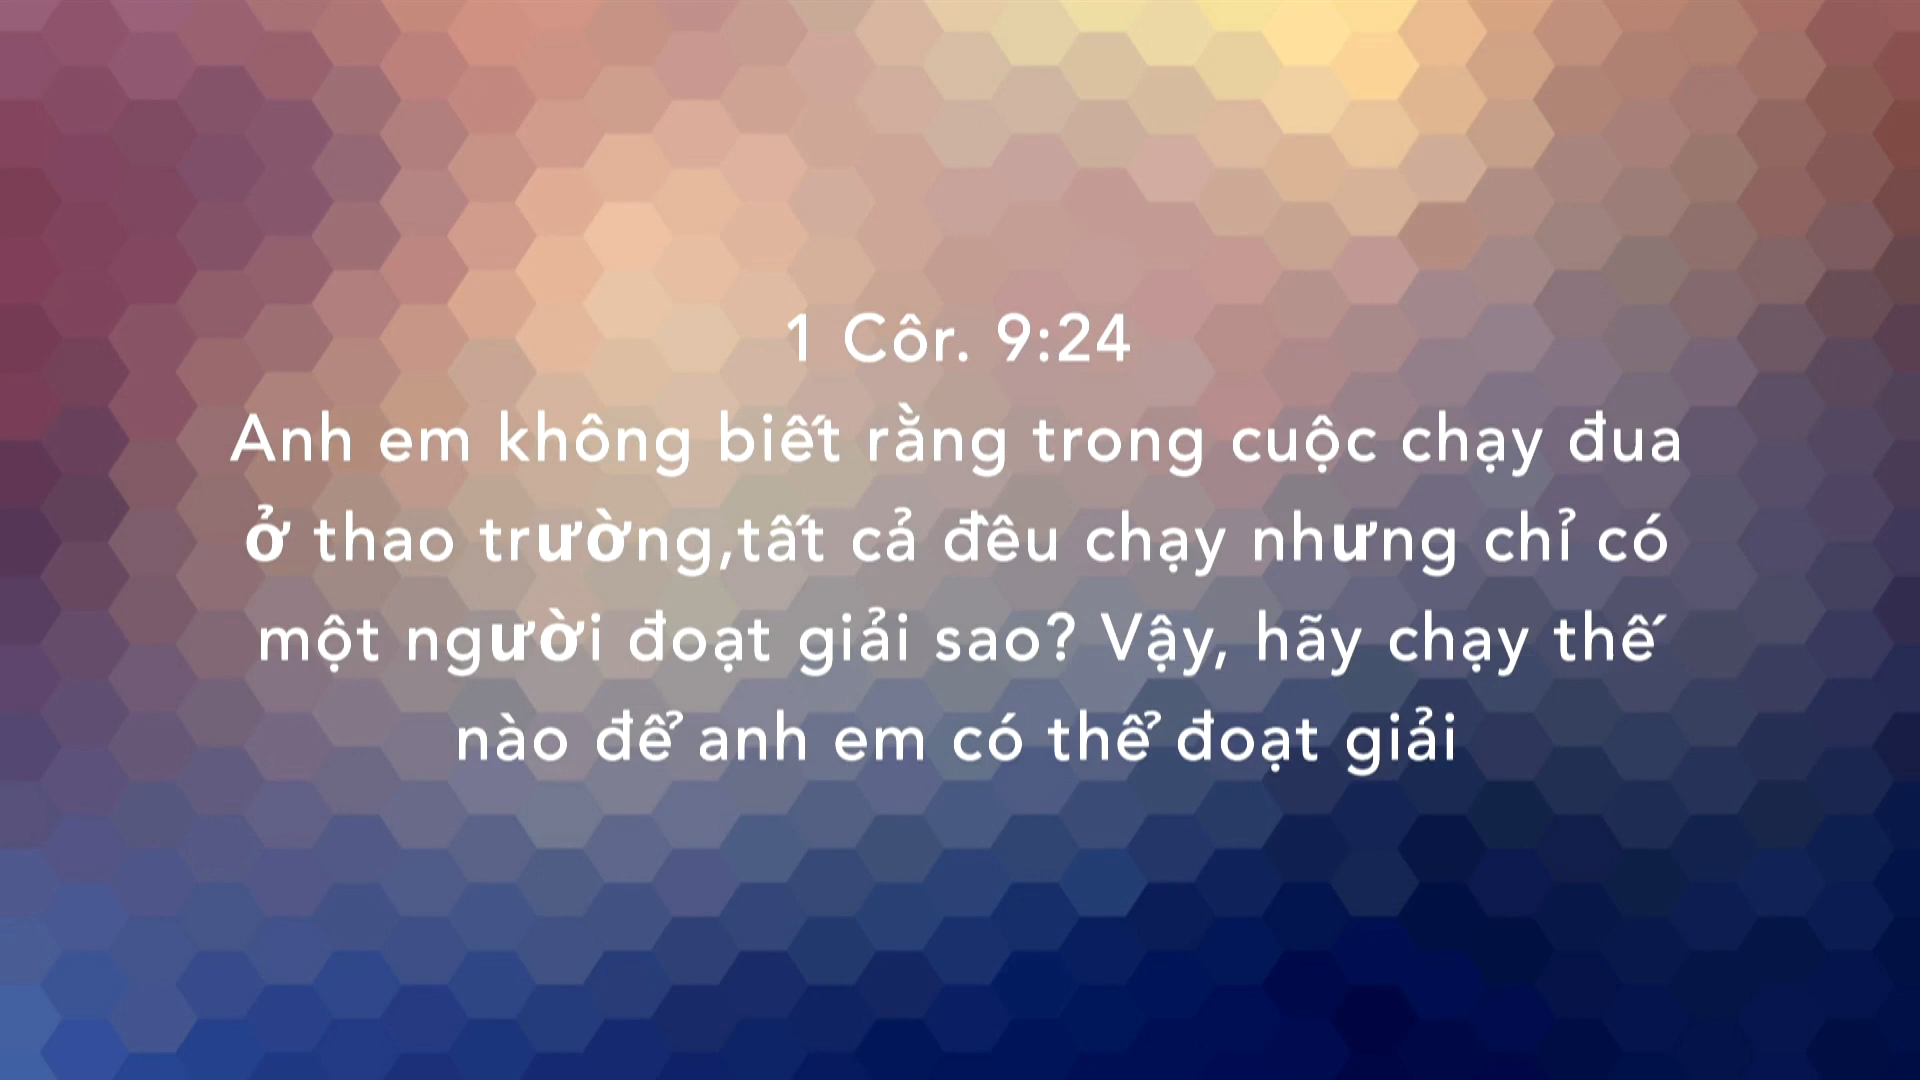 1 Côr. 9:24
Anh em không biết rằng trong cuộc chạy đua
ở thao trường,tất cả đều chạy nhưng chỉ có
một người đoạt giải sao? Vậy, hãy chạy thế
nào để anh em có thể đoạt giải